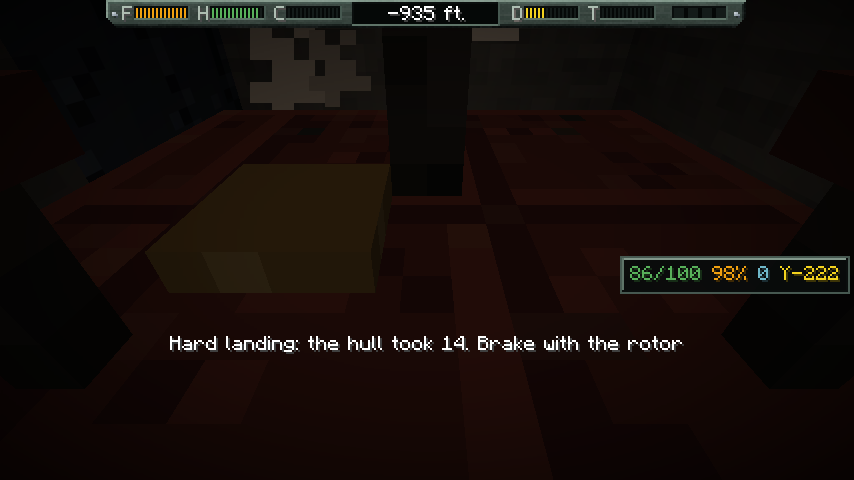 F H C -935 ft. D T
86/100 98% 0 Y-222
Hard landing: the hull took 14. Brake with the rotor